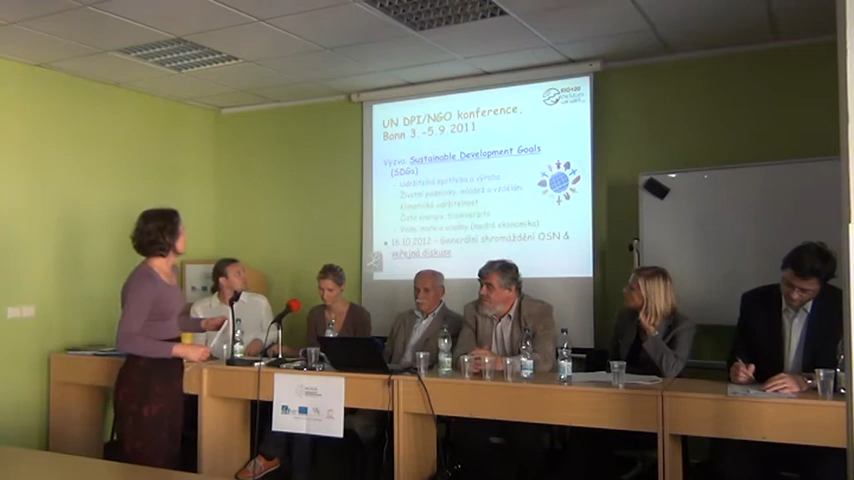 UN DPI/NGO konference,
Bonn 3.-5.9 2011
RIO+20
Výzva: Sustainable Development Goals
(SDGs)
Udržitelná spotřeba a výroba
Životní podmínky, mládež a vzdělání
Klimatická udržitelnost
Čistá energie, biodiverzita
Voda, moře a oceány (modrá ekonomika)
16.10.2012 - Generální shromáždění OSN &
veřejná diskuse